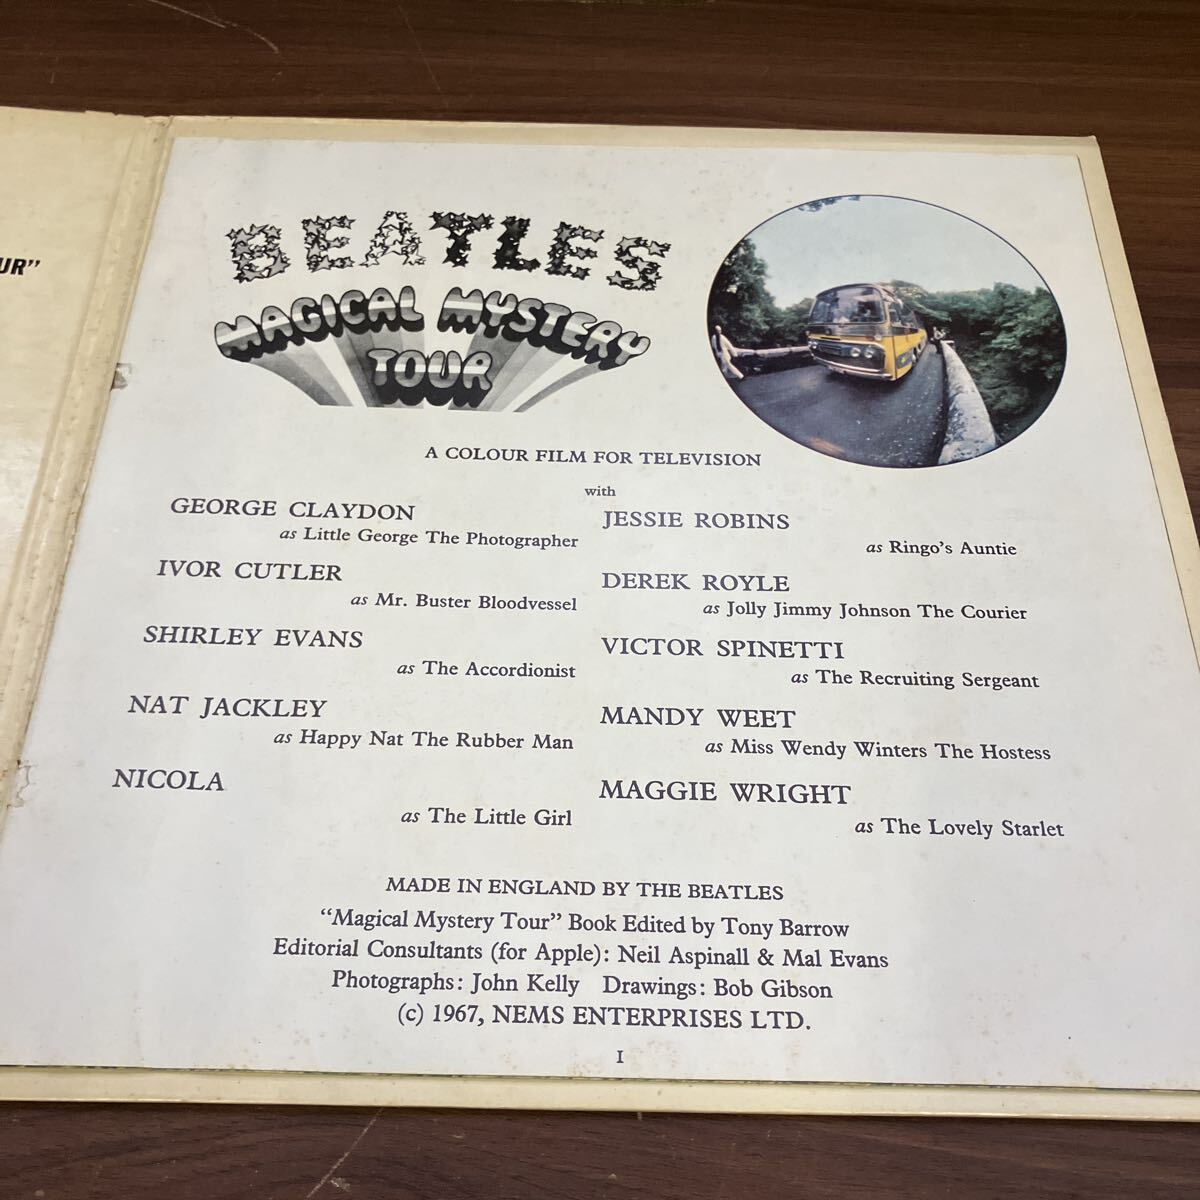 UR”
BEATLES
MAGICAL MYSTERY
TOUR
A COLOUR FILM FOR TELEVISION
with
GEORGE CLAYDON
as Little George The Photographer
IVOR CUTLER
as Mr. Buster Bloodvessel
SHIRLEY EVANS
as The Accordionist
NAT JACKLEY
as Happy Nat The Rubber Man
NICOLA
as The Little Girl
JESSIE ROBINS
as Ringo's Auntie
DEREK ROYLE
as Jolly Jimmy Johnson The Courier
VICTOR SPINETTI
as The Recruiting Sergeant
MANDY WEET
as Miss Wendy Winters The Hostess
MAGGIE WRIGHT
as The Lovely Starlet
MADE IN ENGLAND BY THE BEATLES
“Magical Mystery Tour” Book Edited by Tony Barrow
Editorial Consultants (for Apple): Neil Aspinall & Mal Evans
Photographs: John Kelly Drawings: Bob Gibson
(c) 1967, NEMS ENTERPRISES LTD.
I